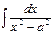 ∫ dx / (x² − a²)